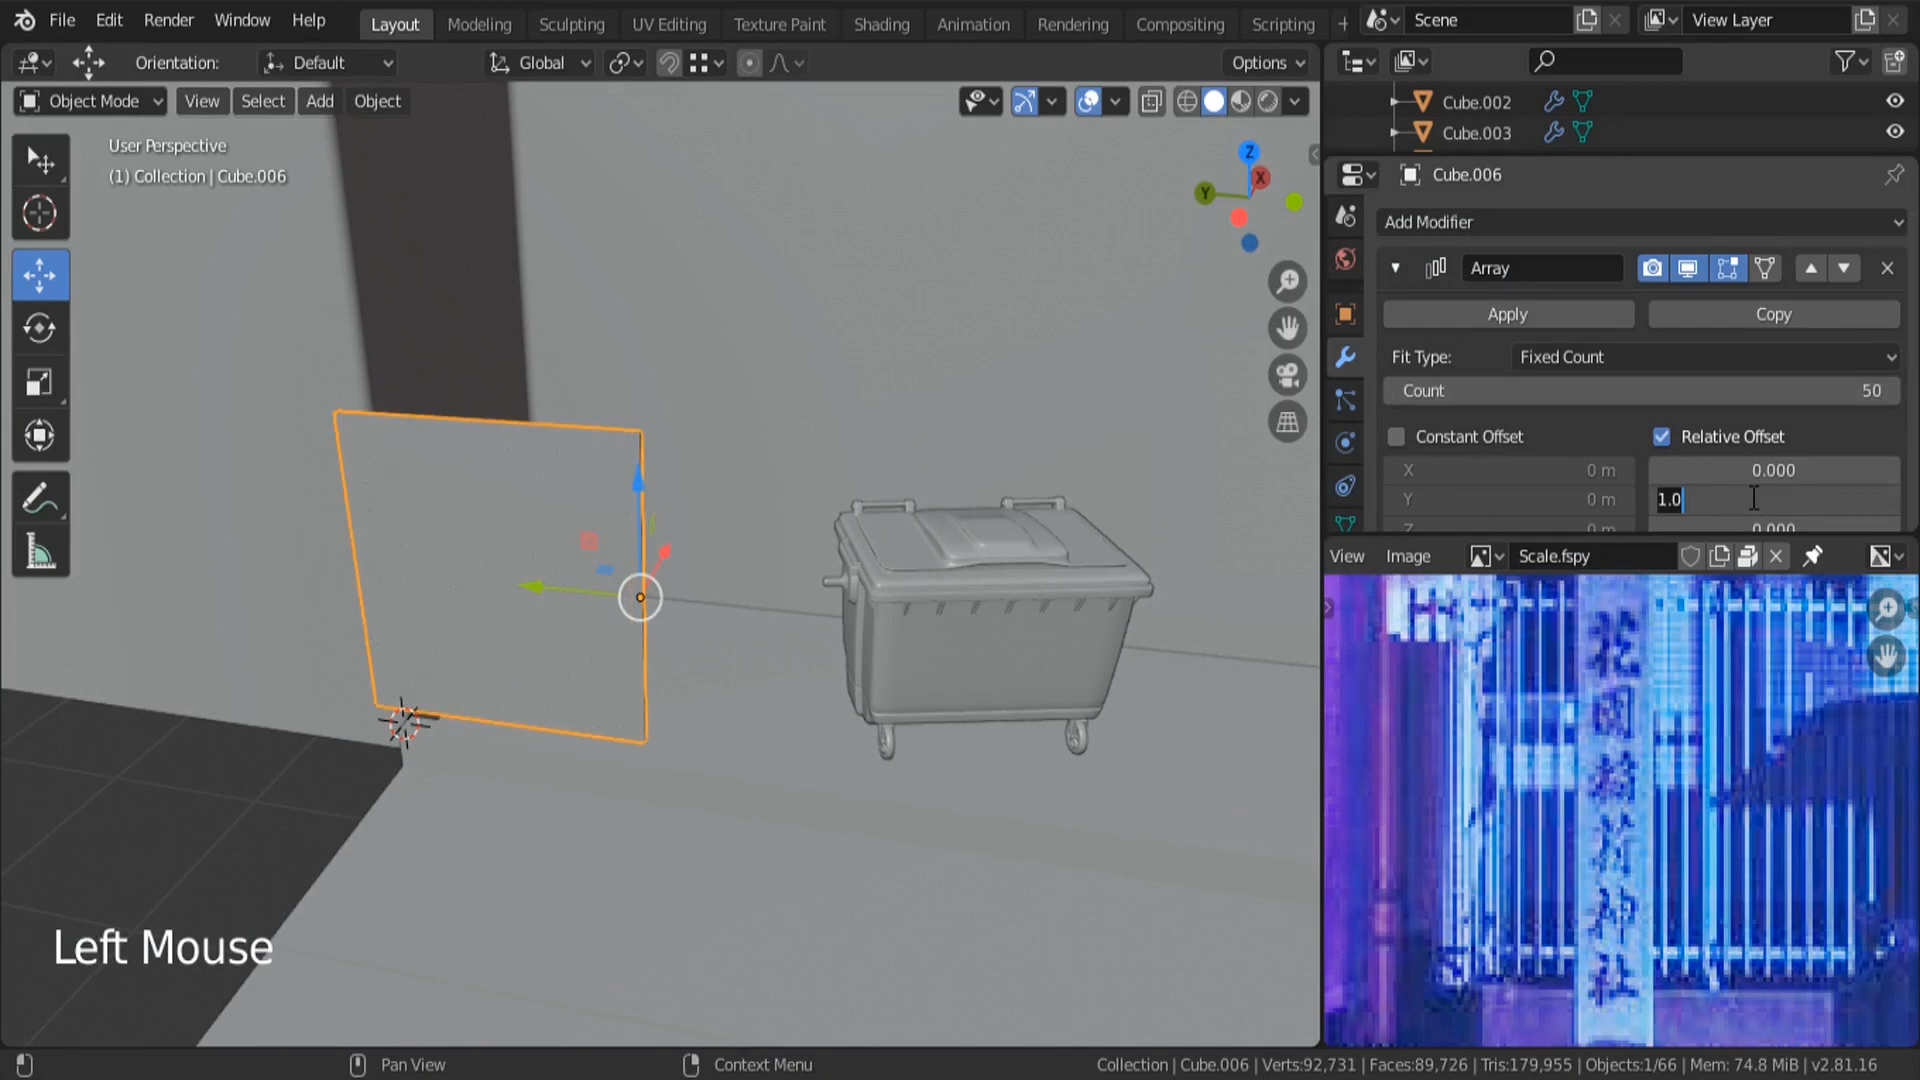 File Edit Render Window Help Layout Modeling Sculpting UV Editing Texture Paint Shading Animation Rendering Compositing Scripting + Scene View Layer
Orientation: Default Global Options
Object Mode View Select Add Object
User Perspective
(1) Collection | Cube.006
Z
X
Y
Left Mouse
Cube.002
Cube.003
Cube.006
Add Modifier
Array
Apply Copy
Fit Type: Fixed Count
Count 50
Constant Offset Relative Offset
X 0 m 0.000
Y 0 m 1.0
Z 0 m 0.000
View Image Scale.fspy
Pan View Context Menu Collection | Cube.006 | Verts:92,731 | Faces:89,726 | Tris:179,955 | Objects:1/66 | Mem: 74.8 MiB | v2.81.16